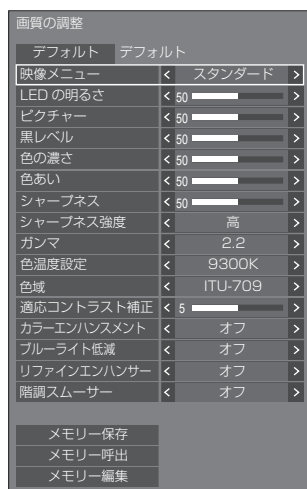 画質の調整
デフォルト デフォルト
映像メニュー < スタンダード >
LED の明るさ < 50 >
ピクチャー < 50 >
黒レベル < 50 >
色の濃さ < 50 >
色あい < 50 >
シャープネス < 50 >
シャープネス強度 < 高 >
ガンマ < 2.2 >
色温度設定 < 9300K >
色域 < ITU-709 >
適応コントラスト補正 < 5 >
カラーエンハンスメント < オフ >
ブルーライト低減 < オフ >
リファインエンハンサー < オフ >
階調スムーサー < オフ >
メモリー保存
メモリー呼出
メモリー編集